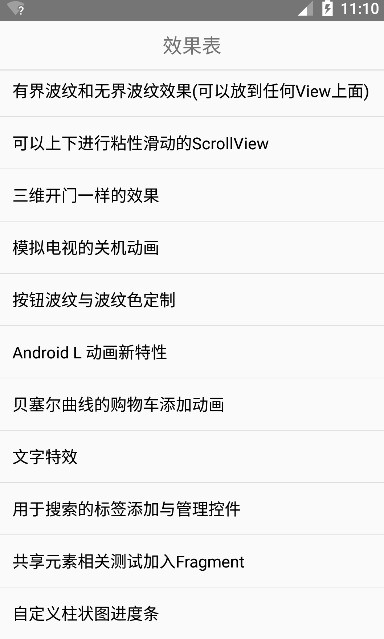 11:10
效果表
有界波纹和无界波纹效果(可以放到任何View上面)
可以上下进行粘性滑动的ScrollView
三维开门一样的效果
模拟电视的关机动画
按钮波纹与波纹色定制
Android L 动画新特性
贝塞尔曲线的购物车添加动画
文字特效
用于搜索的标签添加与管理控件
共享元素相关测试加入Fragment
自定义柱状图进度条